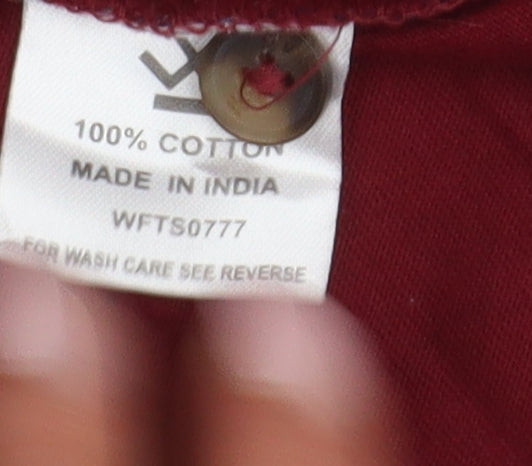 100% COTTON
MADE IN INDIA
WFTS0777
FOR WASH CARE SEE REVERSE